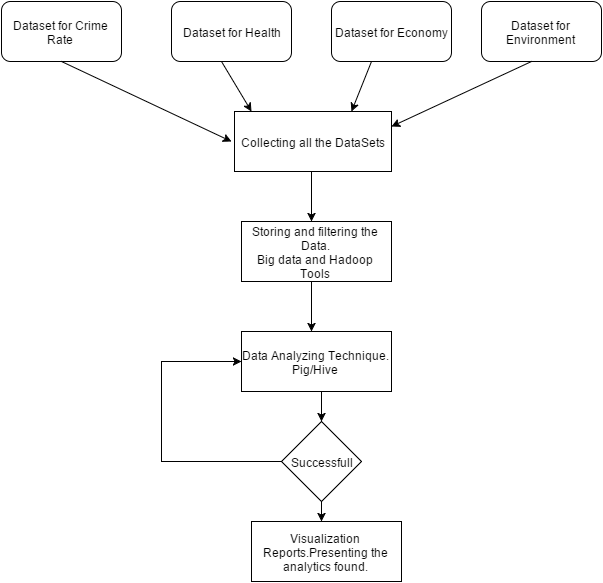 Dataset for Crime
Rate
Dataset for Health
Dataset for Economy
Dataset for
Environment
Collecting all the DataSets
Storing and filtering the
Data.
Big data and Hadoop
Tools
Data Analyzing Technique.
Pig/Hive
Successfull
Visualization
Reports.Presenting the
analytics found.